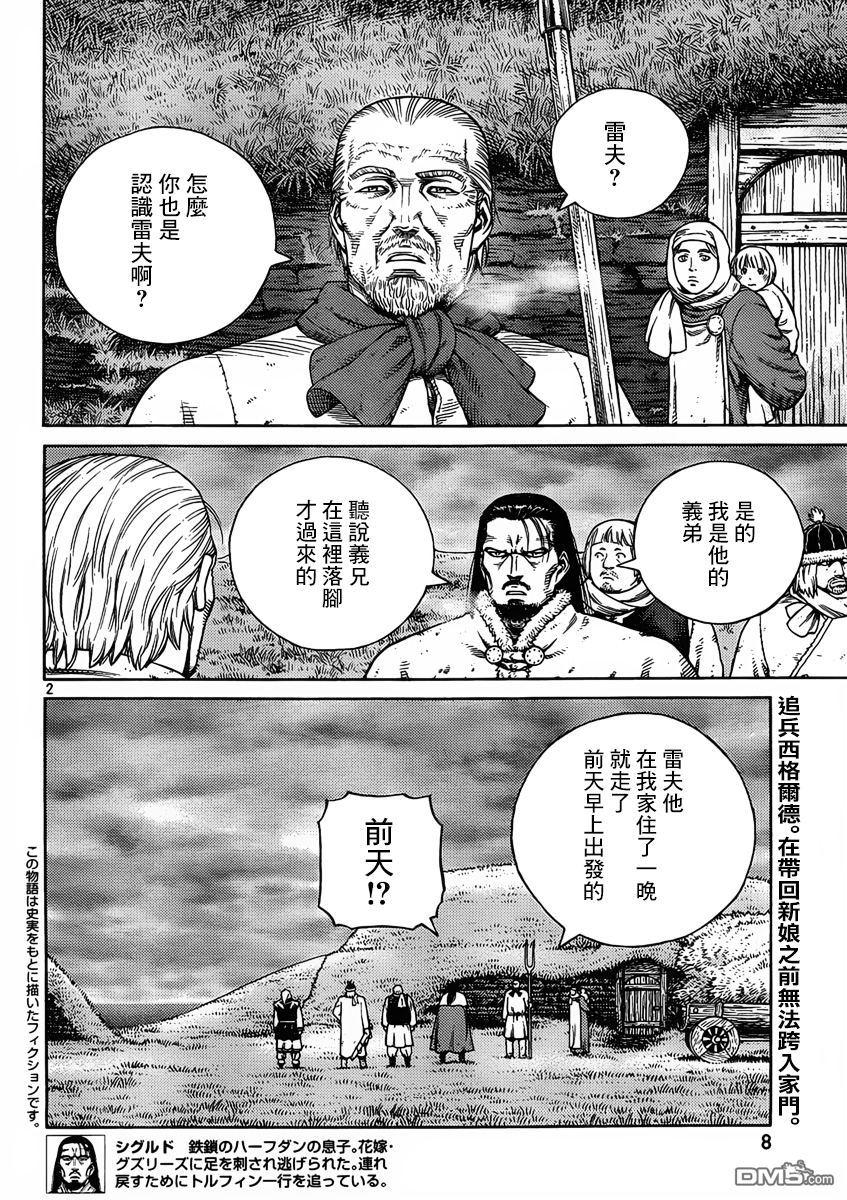 雷夫?
怎麼
你也是
認識雷夫啊?
是的
我是他的
義弟
聽說義兄
在這裡落腳
才過來的
2
雷夫他
在我家住了一晚
就走了
前天早上出發的
前天!?
追兵西格爾德。在帶回新娘之前無法跨入家門。
この物語は史実をもとに描いたフィクションです。
シグルド 鉄鎖のハーフダンの息子。花嫁・
グズリーズに足を刺され逃げられた。連れ
戻すためにトルフィン一行を追っている。
8
DM5.com